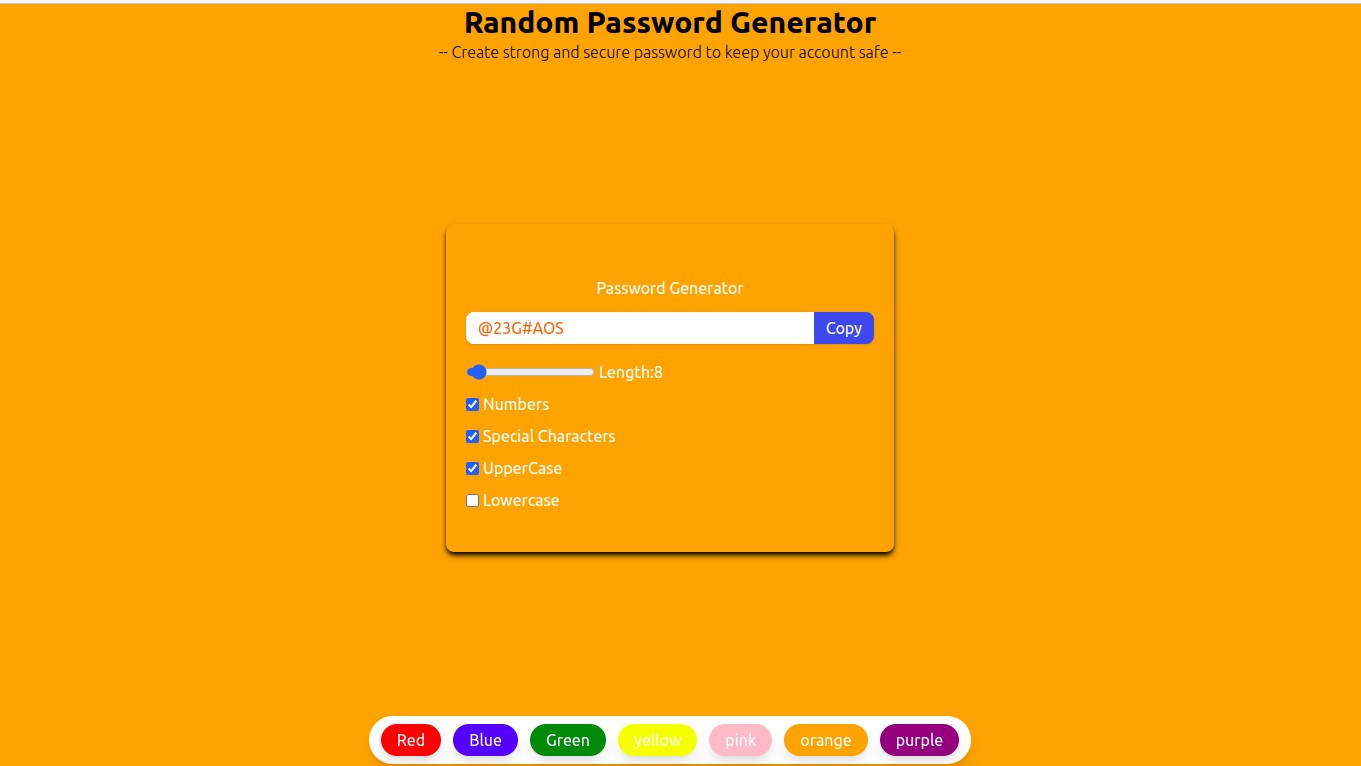 Random Password Generator
-- Create strong and secure password to keep your account safe --
Password Generator
@23G#AOS Copy
Length:8
Numbers
Special Characters
UpperCase
Lowercase
Red Blue Green yellow pink orange purple